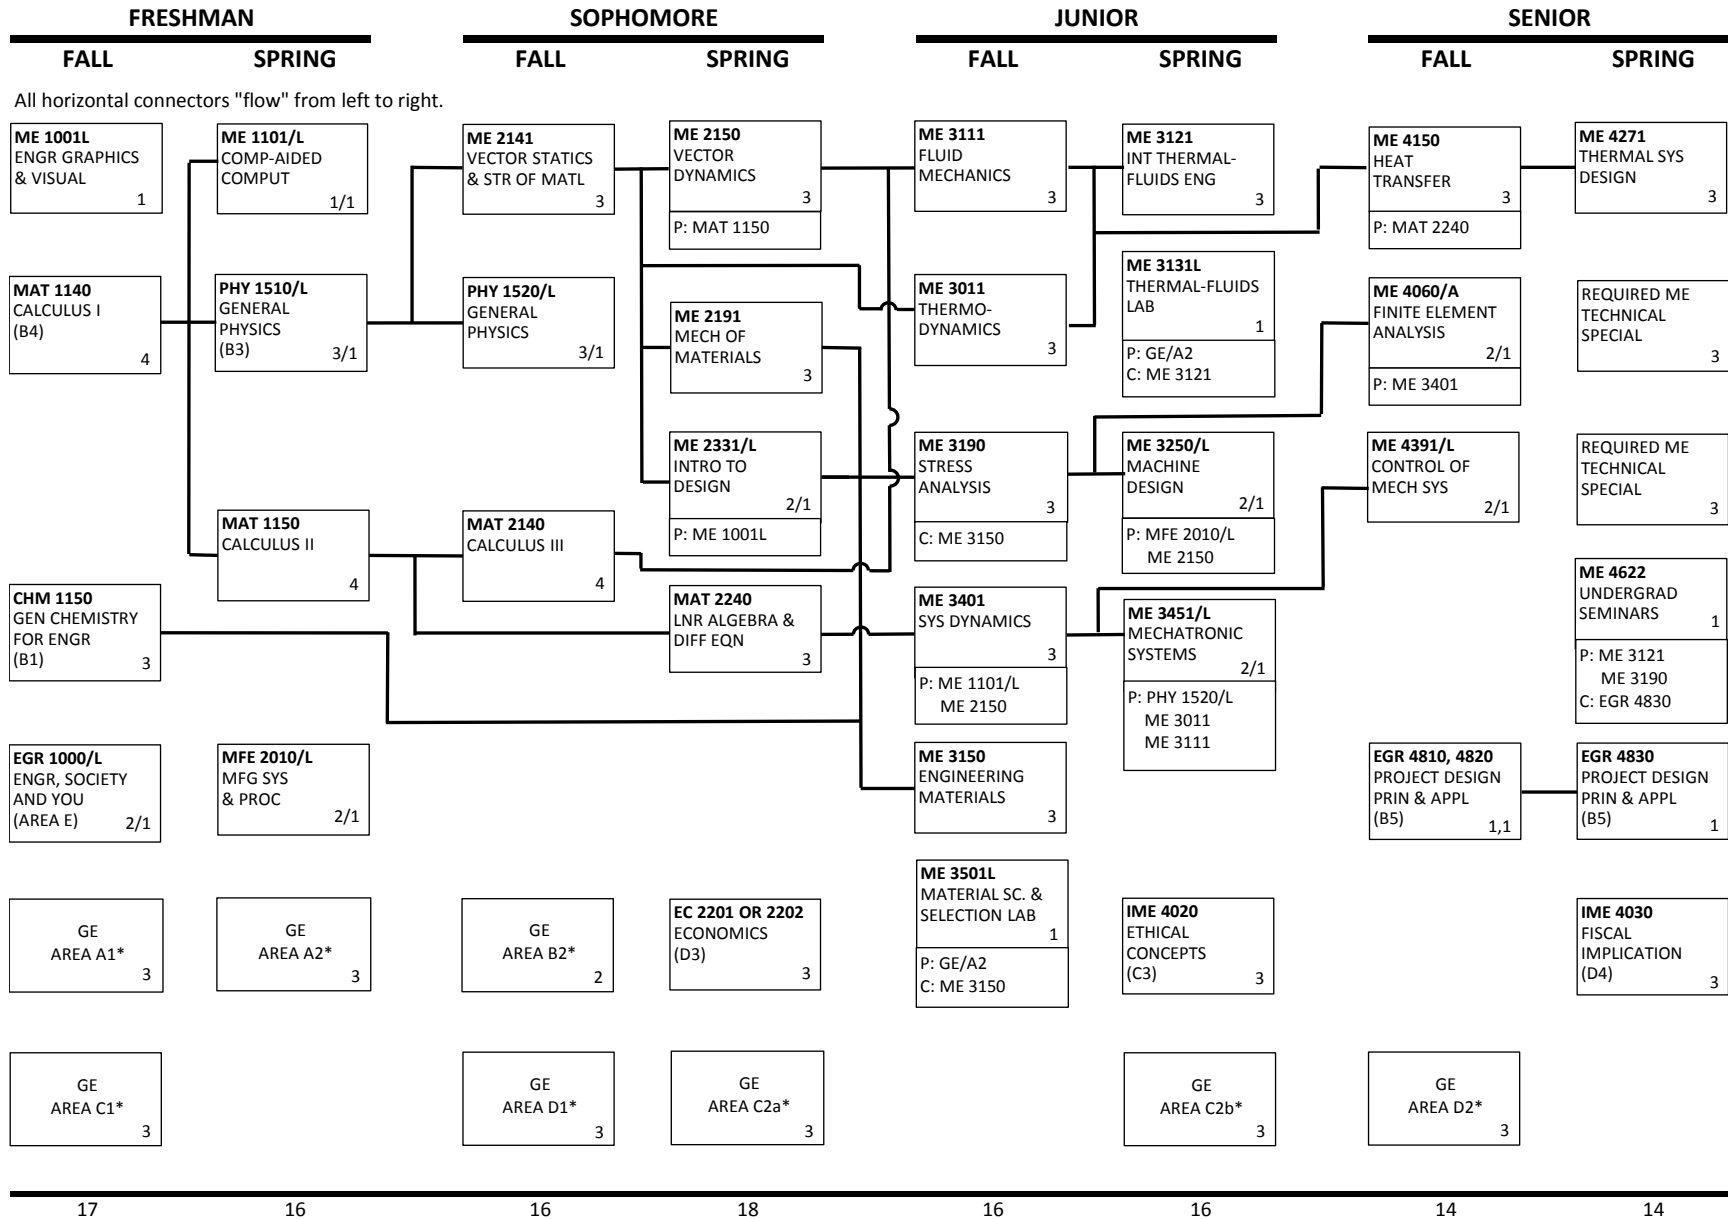 FRESHMAN
SOPHOMORE
JUNIOR
SENIOR
FALL
SPRING
FALL
SPRING
FALL
SPRING
FALL
SPRING
All horizontal connectors "flow" from left to right.
ME 1001L
ENGR GRAPHICS
& VISUAL
1
MAT 1140
CALCULUS I
(B4)
4
CHM 1150
GEN CHEMISTRY
FOR ENGR
(B1)
3
EGR 1000/L
ENGR, SOCIETY
AND YOU
(AREA E)
2/1
GE
AREA A1*
3
GE
AREA C1*
3
17
ME 1101/L
COMP-AIDED
COMPUT
1/1
PHY 1510/L
GENERAL
PHYSICS
(B3)
3/1
MAT 1150
CALCULUS II
4
MFE 2010/L
MFG SYS
& PROC
2/1
GE
AREA A2*
3
16
ME 2141
VECTOR STATICS
& STR OF MATL
3
PHY 1520/L
GENERAL
PHYSICS
3/1
MAT 2140
CALCULUS III
4
GE
AREA B2*
2
GE
AREA D1*
3
16
ME 2150
VECTOR
DYNAMICS
3
P: MAT 1150
ME 2191
MECH OF
MATERIALS
3
ME 2331/L
INTRO TO
DESIGN
2/1
P: ME 1001L
MAT 2240
LNR ALGEBRA &
DIFF EQN
3
EC 2201 OR 2202
ECONOMICS
(D3)
3
GE
AREA C2a*
3
18
ME 3111
FLUID
MECHANICS
3
ME 3011
THERMO-
DYNAMICS
3
ME 3190
STRESS
ANALYSIS
3
C: ME 3150
ME 3401
SYS DYNAMICS
3
P: ME 1101/L
ME 2150
ME 3150
ENGINEERING
MATERIALS
3
ME 3501L
MATERIAL SC. &
SELECTION LAB
1
P: GE/A2
C: ME 3150
16
ME 3121
INT THERMAL-
FLUIDS ENG
3
ME 3131L
THERMAL-FLUIDS
LAB
1
P: GE/A2
C: ME 3121
ME 3250/L
MACHINE
DESIGN
2/1
P: MFE 2010/L
ME 2150
ME 3451/L
MECHATRONIC
SYSTEMS
2/1
P: PHY 1520/L
ME 3011
ME 3111
IME 4020
ETHICAL
CONCEPTS
(C3)
3
GE
AREA C2b*
3
16
ME 4150
HEAT
TRANSFER
3
P: MAT 2240
ME 4060/A
FINITE ELEMENT
ANALYSIS
2/1
P: ME 3401
ME 4391/L
CONTROL OF
MECH SYS
2/1
EGR 4810, 4820
PROJECT DESIGN
PRIN & APPL
(B5)
1,1
GE
AREA D2*
3
14
ME 4271
THERMAL SYS
DESIGN
3
REQUIRED ME
TECHNICAL
SPECIAL
3
REQUIRED ME
TECHNICAL
SPECIAL
3
ME 4622
UNDERGRAD
SEMINARS
1
P: ME 3121
ME 3190
C: EGR 4830
EGR 4830
PROJECT DESIGN
PRIN & APPL
(B5)
1
IME 4030
FISCAL
IMPLICATION
(D4)
3
14